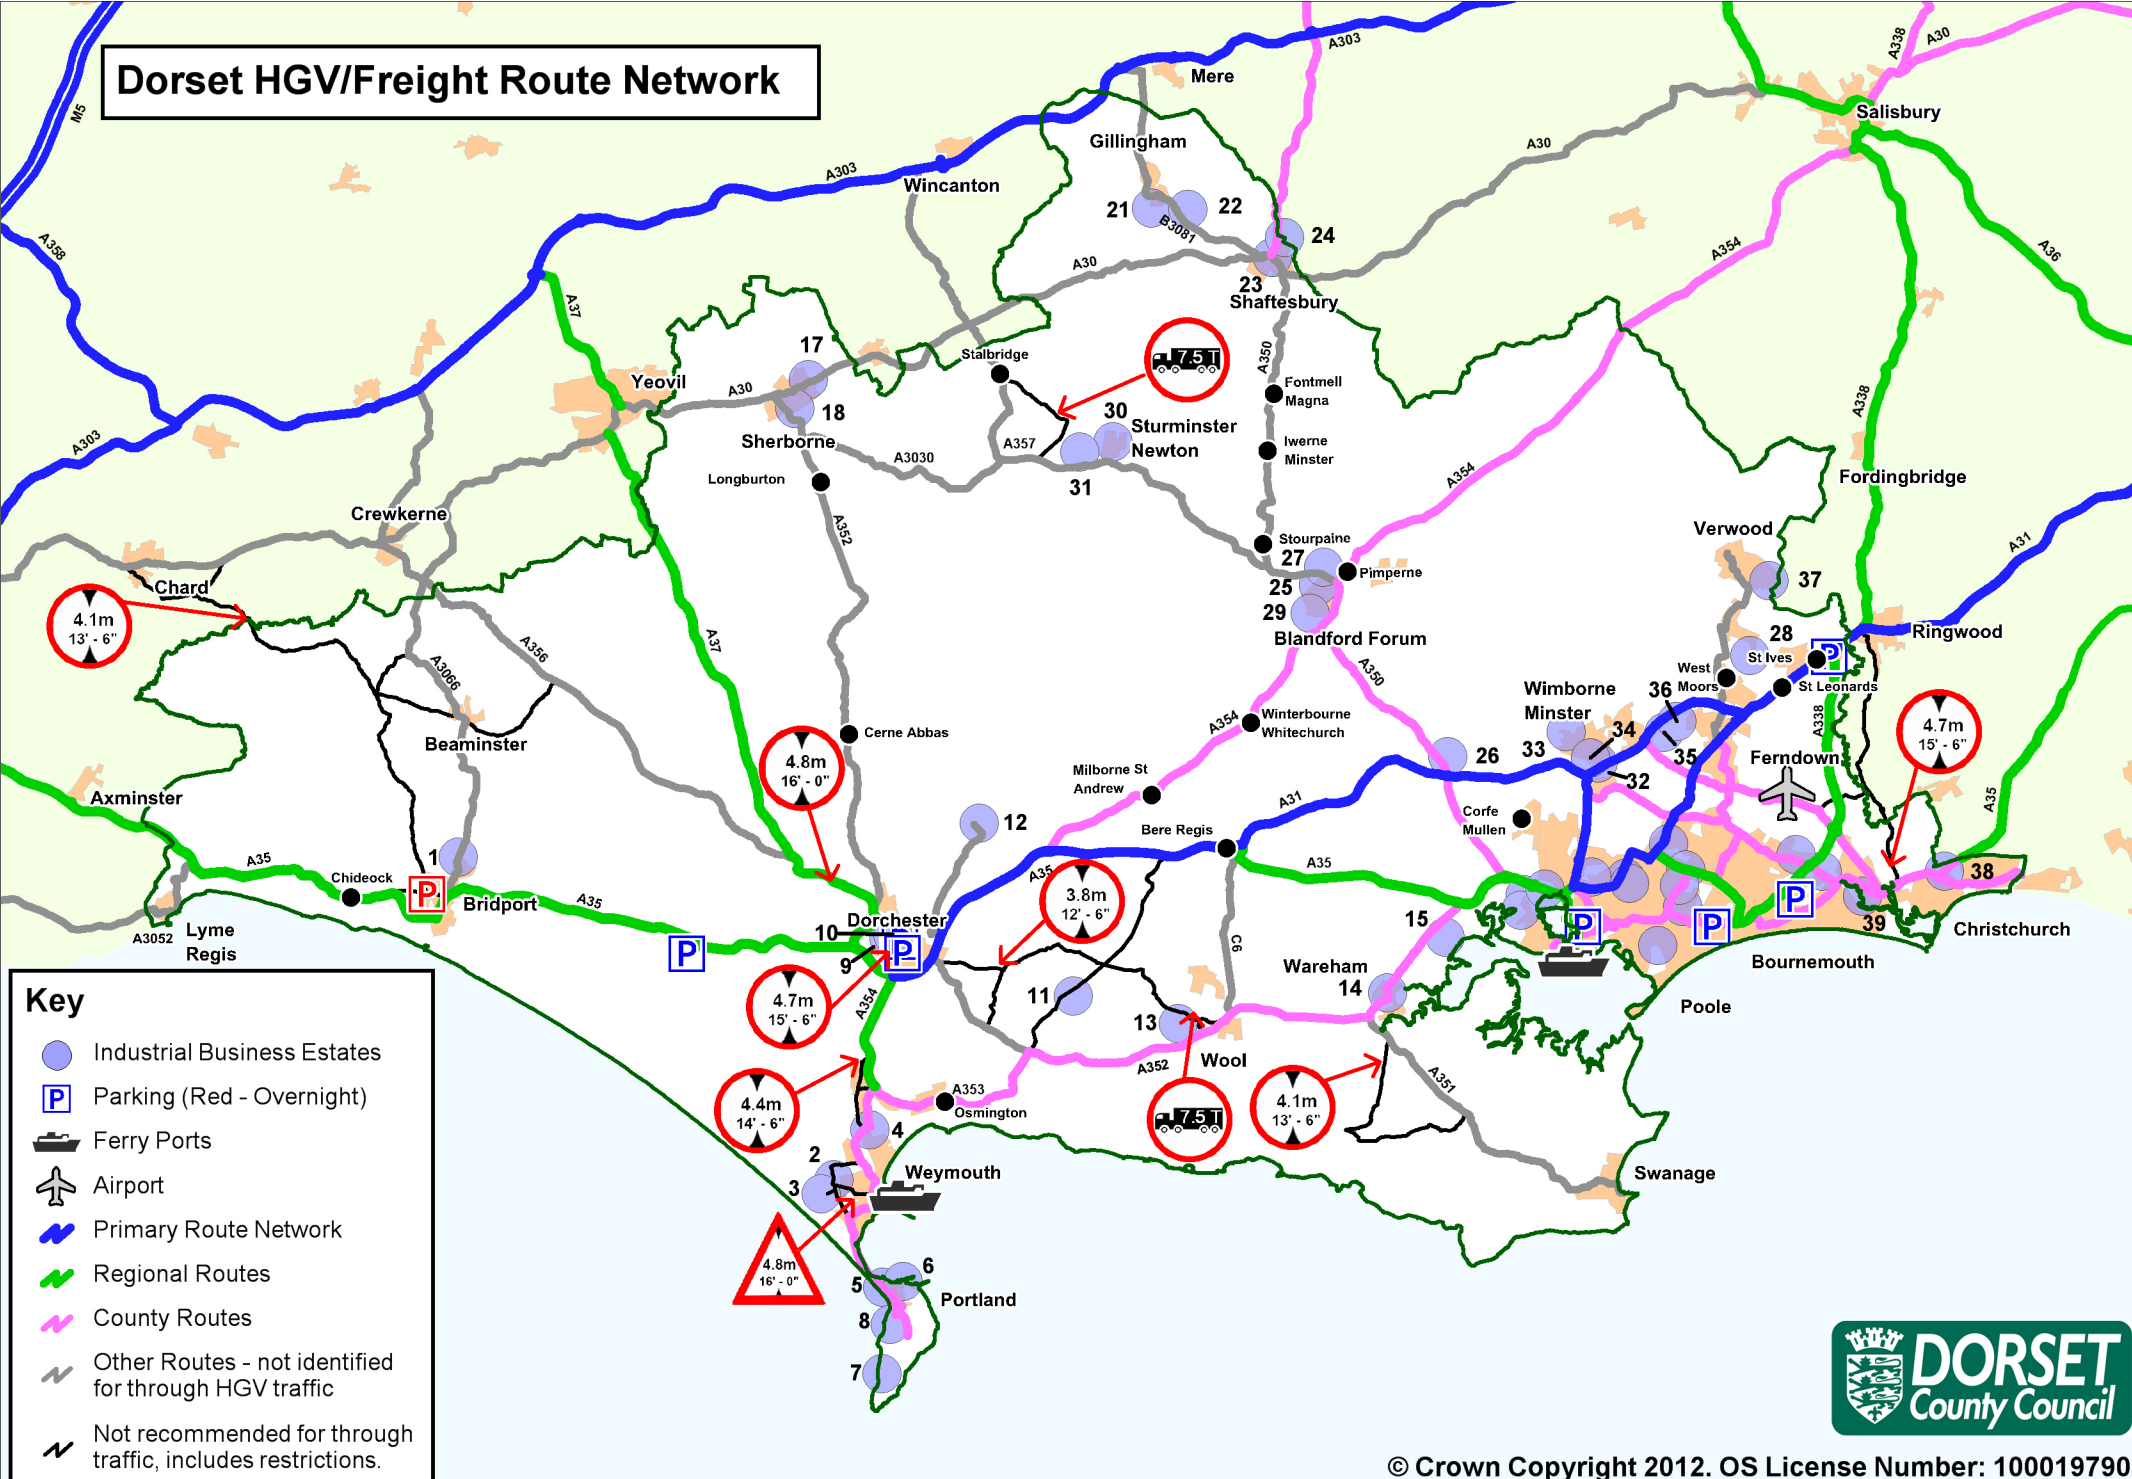 Dorset HGV/Freight Route Network
M5
A303
Mere
A338
A30
Salisbury
Gillingham
A30
A303
Wincanton
21
22
B3081
24
A354
A36
A358
A30
23
Shaftesbury
A37
17
Stalbridge
7.5 T
A350
Yeovil
A30
18
Fontmell
Magna
A338
30
Sturminster
Newton
Sherborne
A303
A357
Iwerne
Minster
A3030
31
Longburton
A354
Fordingbridge
Crewkerne
A352
Verwood
Stourpaine
A31
27
Pimperne
25
37
Chard
4.1m
13' - 6"
29
Blandford Forum
28
Ringwood
A37
A356
A350
St Ives
P
West
Moors
St Leonards
A3066
36
Wimborne
Minster
A354
Winterbourne
Whitechurch
A338
4.7m
15' - 6"
Beaminster
Cerne Abbas
34
33
26
35
Ferndown
4.8m
16' - 0"
Milborne St
Andrew
32
Axminster
A31
Corfe
Mullen
A35
12
Bere Regis
1
A35
A35
A35
38
Chideock
P
Bridport
A35
3.8m
12' - 6"
P
Dorchester
10
P
15
P
P
39
Christchurch
A3052
Lyme
Regis
P
9
C6
Wareham
14
Bournemouth
Key
4.7m
15' - 6"
A354
11
13
Poole
Industrial Business Estates
A352
Wool
P
Parking (Red - Overnight)
4.4m
14' - 6"
A353
Osmington
7.5 T
4.1m
13' - 6"
A351
Ferry Ports
4
2
Airport
3
Weymouth
Swanage
Primary Route Network
4.8m
16' - 0"
Regional Routes
5
6
Portland
County Routes
8
Other Routes - not identified
for through HGV traffic
7
DORSET
County Council
Not recommended for through
traffic, includes restrictions.
© Crown Copyright 2012. OS License Number: 100019790